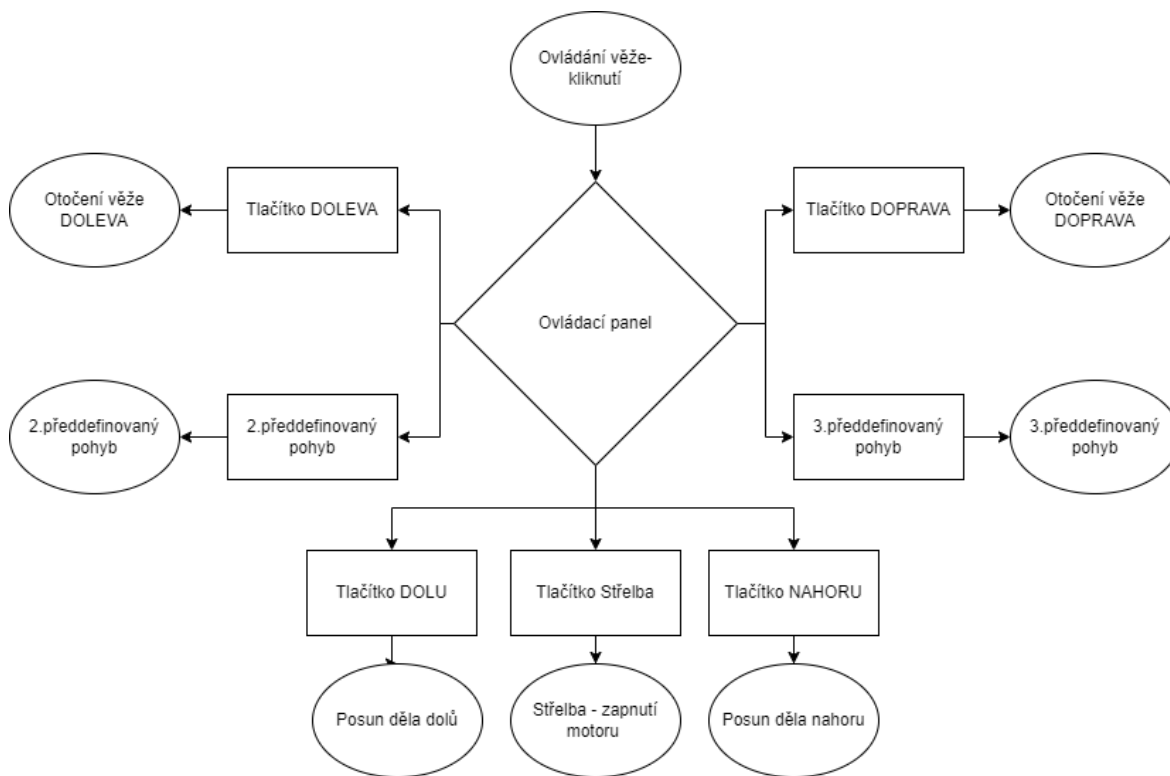 Ovládání věže-
kliknutí
Otočení věže
DOLEVA
Tlačítko DOLEVA
Tlačítko DOPRAVA
Otočení věže
DOPRAVA
Ovládací panel
2.předdefinovaný
pohyb
2.předdefinovaný
pohyb
3.předdefinovaný
pohyb
3.předdefinovaný
pohyb
Tlačítko DOLU
Tlačítko Střelba
Tlačítko NAHORU
Posun děla dolů
Střelba - zapnutí
motoru
Posun děla nahoru